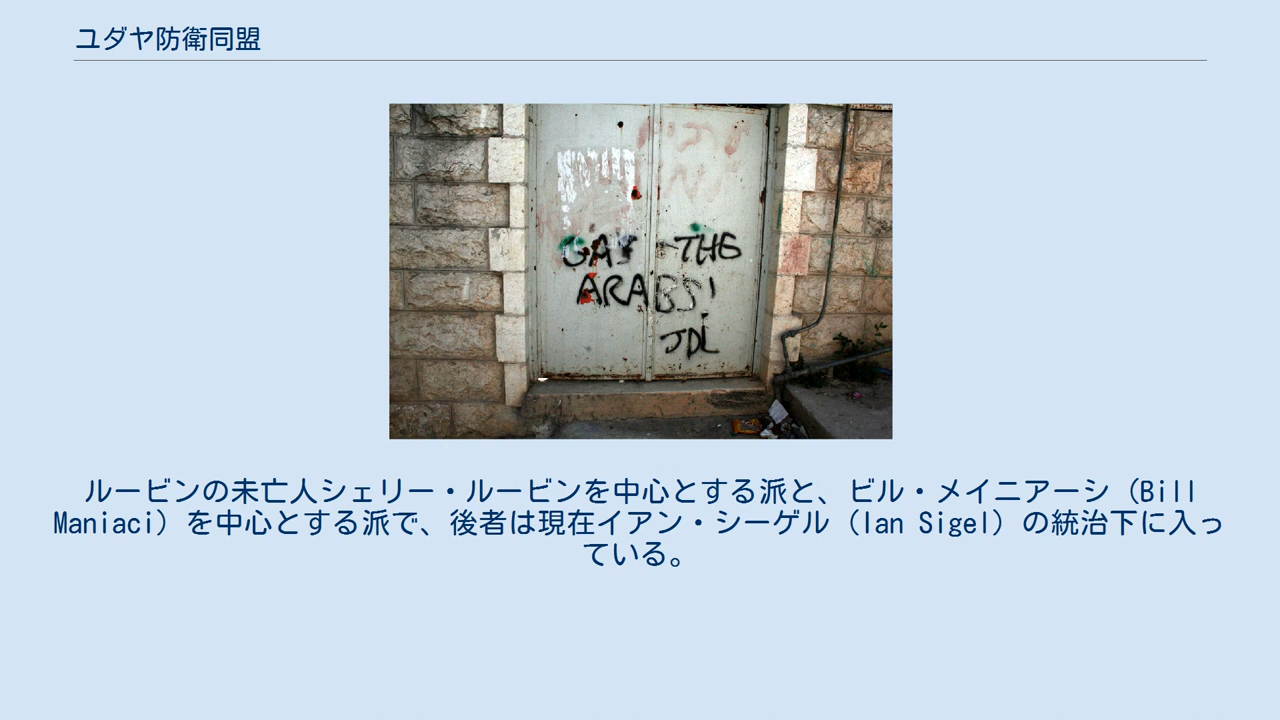 ユダヤ防衛同盟
GAS THE
ARABS!
JDL
ルービンの未亡人シェリー・ルービンを中心とする派と、ビル・メイニアーシ（Bill
Maniaci）を中心とする派で、後者は現在イアン・シーゲル（Ian Sigel）の統治下に入っ
ている。